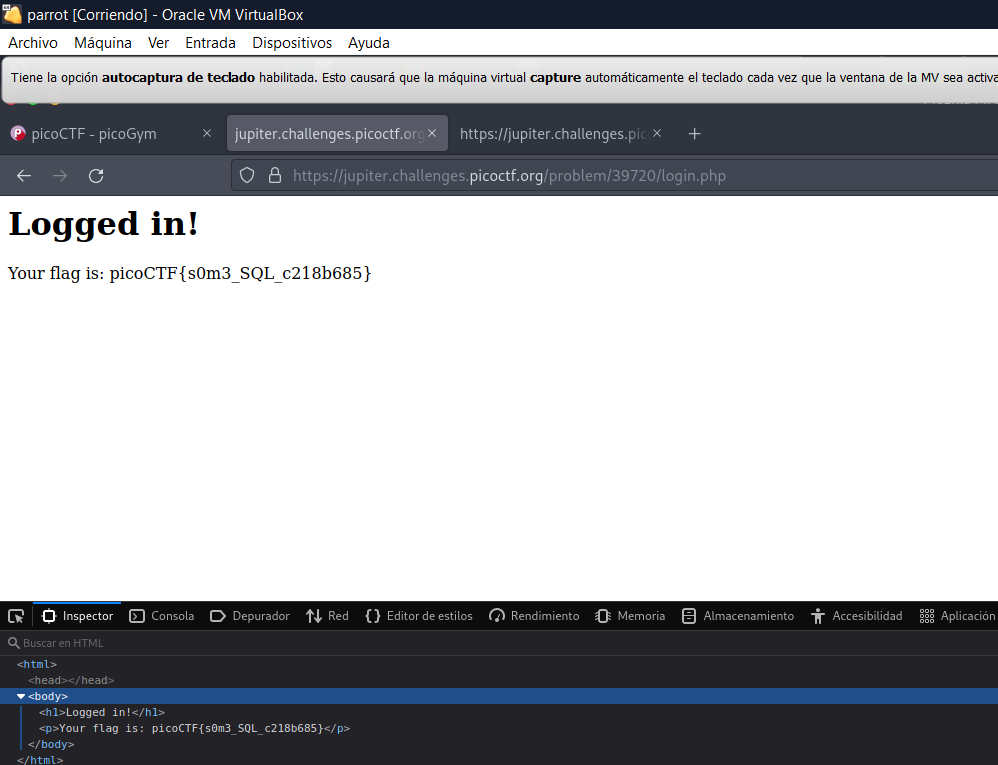 parrot [Corriendo] - Oracle VM VirtualBox
Archivo Máquina Ver Entrada Dispositivos Ayuda
Tiene la opción autocaptura de teclado habilitada. Esto causará que la máquina virtual capture automáticamente el teclado cada vez que la ventana de la MV sea activa
picoCTF - picoGym × jupiter.challenges.picoctf.org × https://jupiter.challenges.pic × +
https://jupiter.challenges.picoctf.org/problem/39720/login.php
Logged in!
Your flag is: picoCTF{s0m3_SQL_c218b685}
Inspector Consola Depurador Red Editor de estilos Rendimiento Memoria Almacenamiento Accesibilidad Aplicación
Buscar en HTML
<html>
<head></head>
<body>
<h1>Logged in!</h1>
<p>Your flag is: picoCTF{s0m3_SQL_c218b685}</p>
</body>
</html>